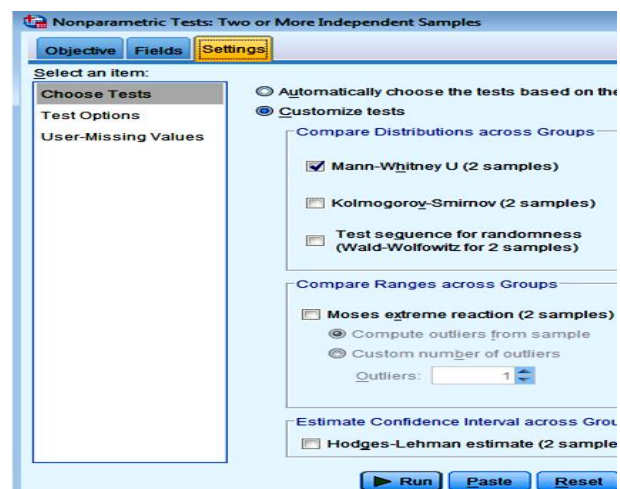 Nonparametric Tests: Two or More Independent Samples
Objective Fields Settings
Select an item:
Choose Tests
Test Options
User-Missing Values
Automatically choose the tests based on the
Customize tests
Compare Distributions across Groups
Mann-Whitney U (2 samples)
Kolmogorov-Smirnov (2 samples)
Test sequence for randomness
(Wald-Wolfowitz for 2 samples)
Compare Ranges across Groups
Moses extreme reaction (2 samples)
Compute outliers from sample
Custom number of outliers
Outliers: 1
Estimate Confidence Interval across Grou
Hodges-Lehman estimate (2 sample
Run Paste Reset